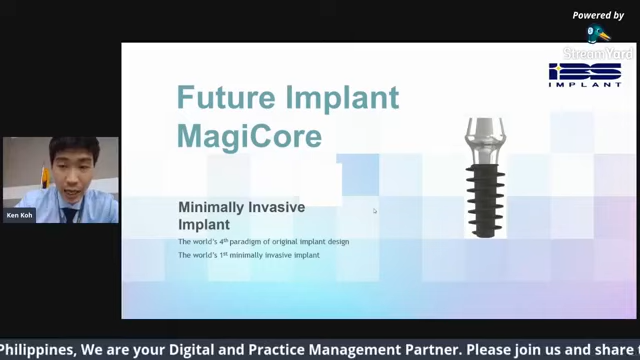 Powered by
StreamYard
IBS
IMPLANT
Future Implant
MagiCore
Ken Koh
Minimally Invasive
Implant
The world's 4th paradigm of original implant design
The world's 1st minimally invasive implant
Philippines, We are your Digital and Practice Management Partner. Please join us and share